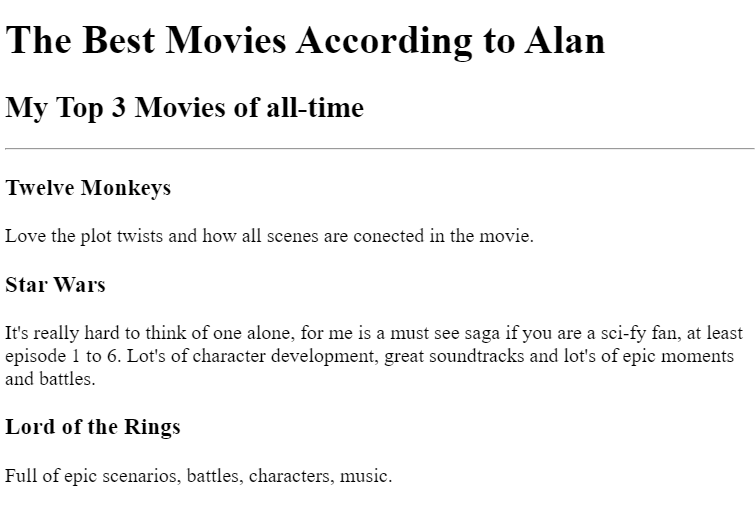 The Best Movies According to Alan
My Top 3 Movies of all-time
Twelve Monkeys
Love the plot twists and how all scenes are conected in the movie.
Star Wars
It's really hard to think of one alone, for me is a must see saga if you are a sci-fy fan, at least
episode 1 to 6. Lot's of character development, great soundtracks and lot's of epic moments
and battles.
Lord of the Rings
Full of epic scenarios, battles, characters, music.